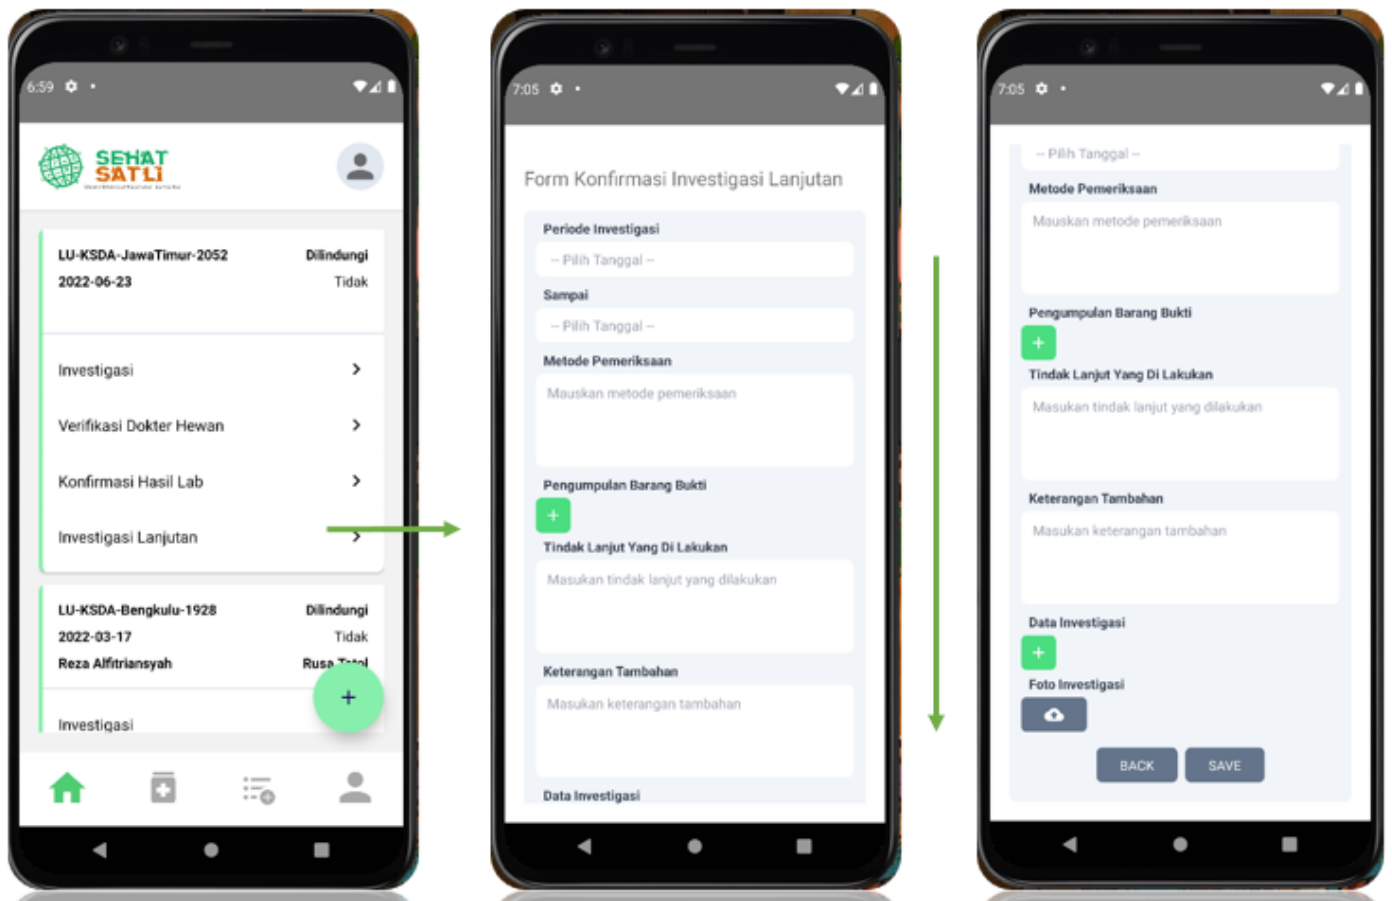 6:59
SEHAT
SATLI
LU-KSDA-JawaTimur-2052 Dilindungi
2022-06-23 Tidak
Investigasi
Verifikasi Dokter Hewan
Konfirmasi Hasil Lab
Investigasi Lanjutan
LU-KSDA-Bengkulu-1928 Dilindungi
2022-03-17 Tidak
Reza Alfitriansyah Rusa
+
Investigasi
7:05
Form Konfirmasi Investigasi Lanjutan
Periode Investigasi
-- Pilih Tanggal --
Sampai
-- Pilih Tanggal --
Metode Pemeriksaan
Mauskan metode pemeriksaan
Pengumpulan Barang Bukti
+
Tindak Lanjut Yang Di Lakukan
Masukan tindak lanjut yang dilakukan
Keterangan Tambahan
Masukan keterangan tambahan
Data Investigasi
7:05
-- Pilih Tanggal --
Metode Pemeriksaan
Mauskan metode pemeriksaan
Pengumpulan Barang Bukti
+
Tindak Lanjut Yang Di Lakukan
Masukan tindak lanjut yang dilakukan
Keterangan Tambahan
Masukan keterangan tambahan
Data Investigasi
+
Foto Investigasi
BACK SAVE